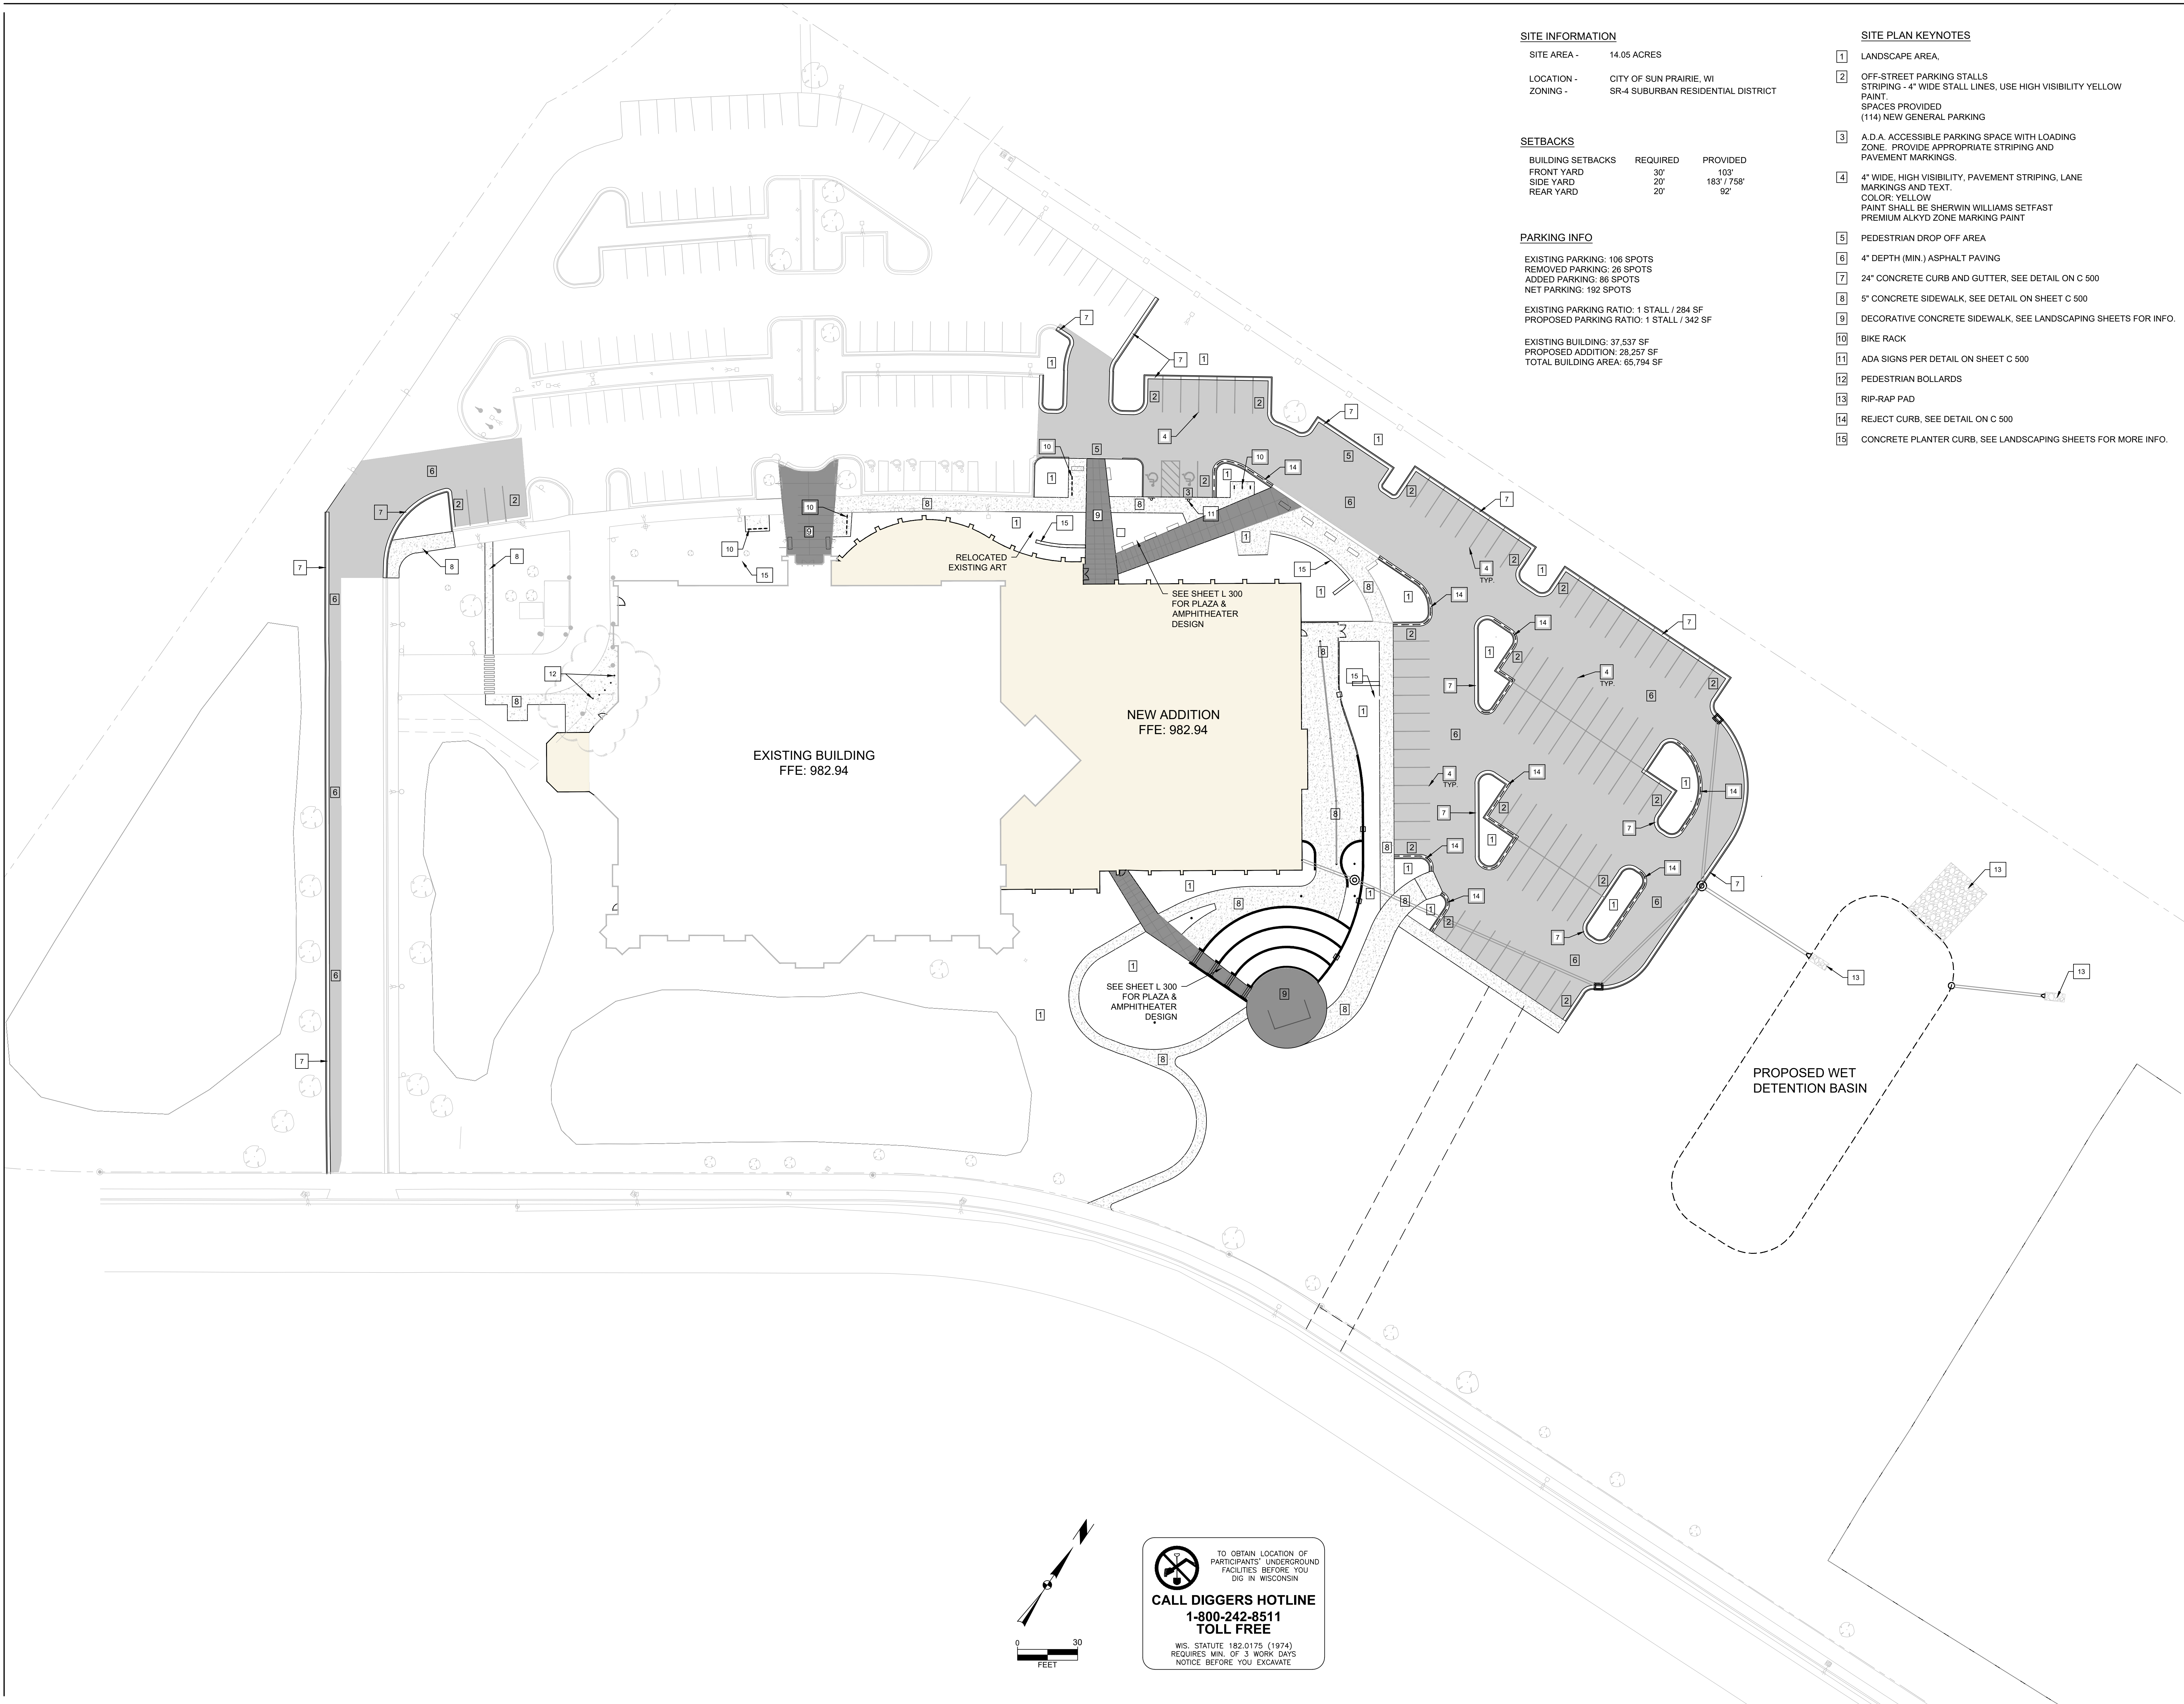 SITE INFORMATION
SITE AREA - 14.05 ACRES
LOCATION - CITY OF SUN PRAIRIE, WI
ZONING - SR-4 SUBURBAN RESIDENTIAL DISTRICT
SETBACKS
BUILDING SETBACKS REQUIRED PROVIDED
FRONT YARD 30' 103'
SIDE YARD 20' 183' / 758'
REAR YARD 20' 92'
PARKING INFO
EXISTING PARKING: 106 SPOTS
REMOVED PARKING: 26 SPOTS
ADDED PARKING: 86 SPOTS
NET PARKING: 192 SPOTS
EXISTING PARKING RATIO: 1 STALL / 284 SF
PROPOSED PARKING RATIO: 1 STALL / 342 SF
EXISTING BUILDING: 37,537 SF
PROPOSED ADDITION: 28,257 SF
TOTAL BUILDING AREA: 65,794 SF
SITE PLAN KEYNOTES
1 LANDSCAPE AREA,
2 OFF-STREET PARKING STALLS
STRIPING - 4" WIDE STALL LINES, USE HIGH VISIBILITY YELLOW
PAINT.
SPACES PROVIDED
(114) NEW GENERAL PARKING
3 A.D.A. ACCESSIBLE PARKING SPACE WITH LOADING
ZONE. PROVIDE APPROPRIATE STRIPING AND
PAVEMENT MARKINGS.
4 4" WIDE, HIGH VISIBILITY, PAVEMENT STRIPING, LANE
MARKINGS AND TEXT.
COLOR: YELLOW
PAINT SHALL BE SHERWIN WILLIAMS SETFAST
PREMIUM ALKYD ZONE MARKING PAINT
5 PEDESTRIAN DROP OFF AREA
6 4" DEPTH (MIN.) ASPHALT PAVING
7 24" CONCRETE CURB AND GUTTER, SEE DETAIL ON C 500
8 5" CONCRETE SIDEWALK, SEE DETAIL ON SHEET C 500
9 DECORATIVE CONCRETE SIDEWALK, SEE LANDSCAPING SHEETS FOR INFO.
10 BIKE RACK
11 ADA SIGNS PER DETAIL ON SHEET C 500
12 PEDESTRIAN BOLLARDS
13 RIP-RAP PAD
14 REJECT CURB, SEE DETAIL ON C 500
15 CONCRETE PLANTER CURB, SEE LANDSCAPING SHEETS FOR MORE INFO.
RELOCATED
EXISTING ART
SEE SHEET L 300
FOR PLAZA &
AMPHITHEATER
DESIGN
NEW ADDITION
FFE: 982.94
EXISTING BUILDING
FFE: 982.94
4
TYP.
4
TYP.
4
TYP.
SEE SHEET L 300
FOR PLAZA &
AMPHITHEATER
DESIGN
PROPOSED WET
DETENTION BASIN
N
0 30
FEET
TO OBTAIN LOCATION OF
PARTICIPANTS' UNDERGROUND
FACILITIES BEFORE YOU
DIG IN WISCONSIN
CALL DIGGERS HOTLINE
1-800-242-8511
TOLL FREE
WIS. STATUTE 182.0175 (1974)
REQUIRES MIN. OF 3 WORK DAYS
NOTICE BEFORE YOU EXCAVATE